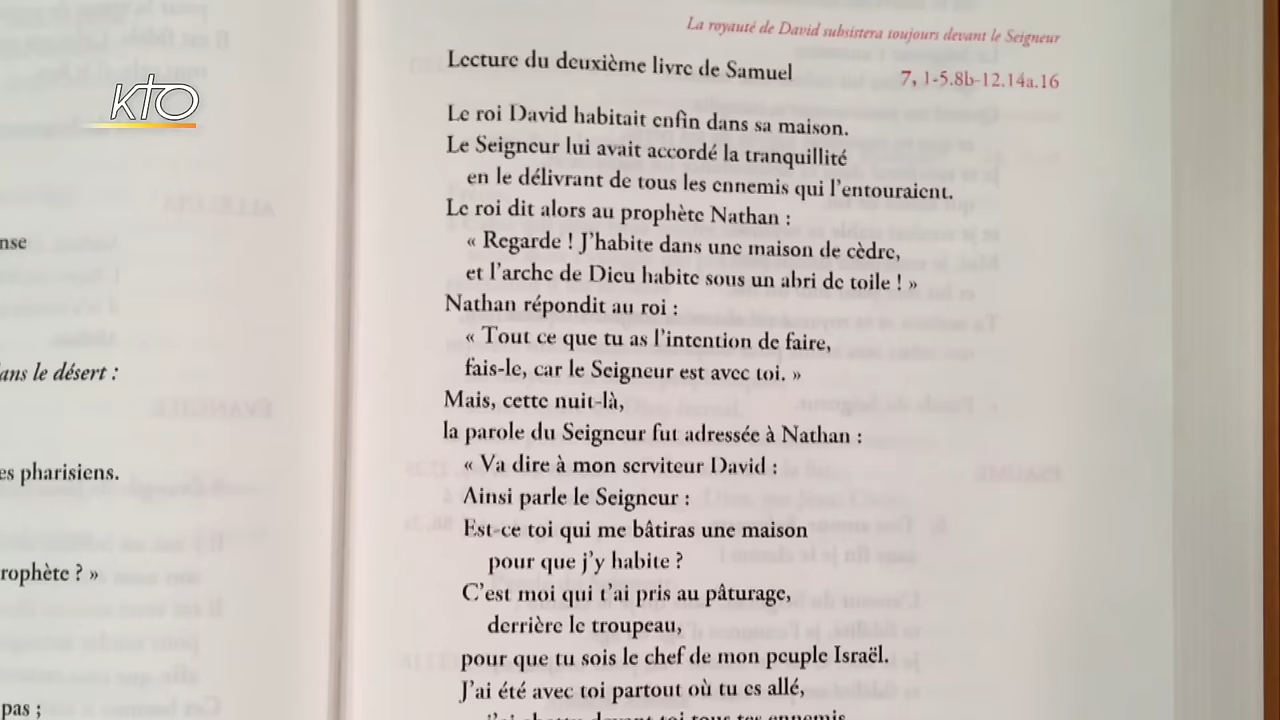 KTO
nse
ans le désert :
es pharisiens.
rophète ? »
pas ;
La royauté de David subsistera toujours devant le Seigneur
Lecture du deuxième livre de Samuel
7, 1-5.8b-12.14a.16
Le roi David habitait enfin dans sa maison.
Le Seigneur lui avait accordé la tranquillité
en le délivrant de tous les ennemis qui l'entouraient.
Le roi dit alors au prophète Nathan :
« Regarde ! J'habite dans une maison de cèdre,
et l'arche de Dieu habite sous un abri de toile ! »
Nathan répondit au roi :
« Tout ce que tu as l'intention de faire,
fais-le, car le Seigneur est avec toi. »
Mais, cette nuit-là,
la parole du Seigneur fut adressée à Nathan :
« Va dire à mon serviteur David :
Ainsi parle le Seigneur :
Est-ce toi qui me bâtiras une maison
pour que j'y habite ?
C'est moi qui t'ai pris au pâturage,
derrière le troupeau,
pour que tu sois le chef de mon peuple Israël.
J'ai été avec toi partout où tu es allé,
j'ai abattu devant toi tous tes ennemis